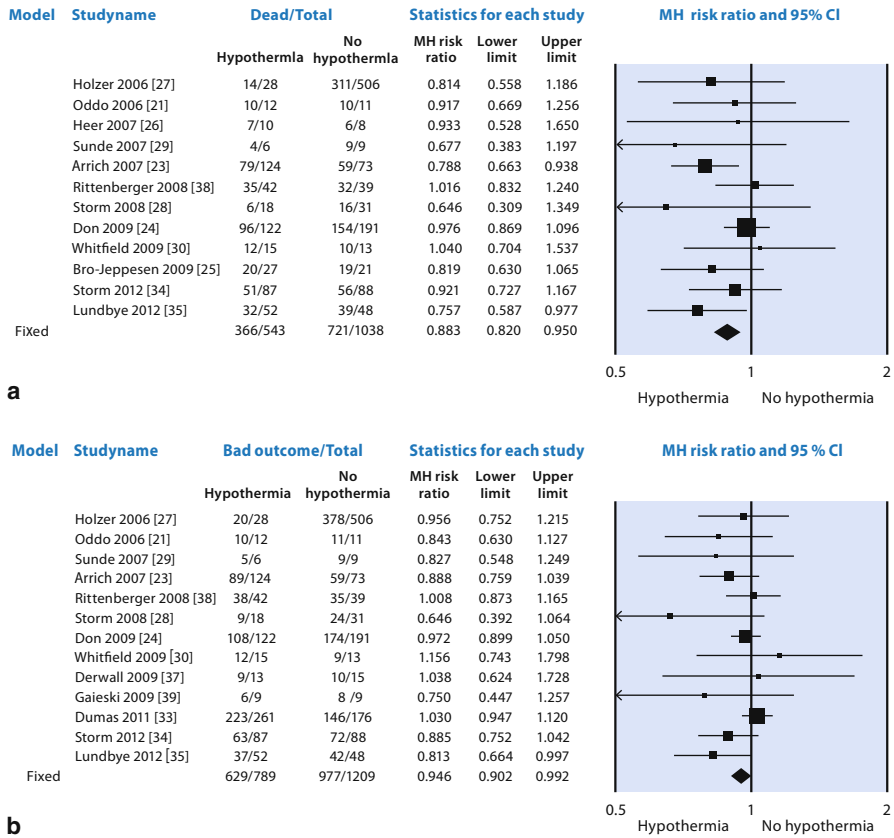 Model Studyname Dead/Total Statistics for each study MH risk ratio and 95% Cl
Hypothermla No hypothermla MH risk ratio Lower limit Upper limit
Holzer 2006 [27] 14/28 311/506 0.814 0.558 1.186
Oddo 2006 [21] 10/12 10/11 0.917 0.669 1.256
Heer 2007 [26] 7/10 6/8 0.933 0.528 1.650
Sunde 2007 [29] 4/6 9/9 0.677 0.383 1.197
Arrich 2007 [23] 79/124 59/73 0.788 0.663 0.938
Rittenberger 2008 [38] 35/42 32/39 1.016 0.832 1.240
Storm 2008 [28] 6/18 16/31 0.646 0.309 1.349
Don 2009 [24] 96/122 154/191 0.976 0.869 1.096
Whitfield 2009 [30] 12/15 10/13 1.040 0.704 1.537
Bro-Jeppesen 2009 [25] 20/27 19/21 0.819 0.630 1.065
Storm 2012 [34] 51/87 56/88 0.921 0.727 1.167
Lundbye 2012 [35] 32/52 39/48 0.757 0.587 0.977
Fixed 366/543 721/1038 0.883 0.820 0.950
0.5 1 2
Hypothermia No hypothermia
a
Model Studyname Bad outcome/Total Statistics for each study MH risk ratio and 95 % Cl
Hypothermia No hypothermia MH risk ratio Lower limit Upper limit
Holzer 2006 [27] 20/28 378/506 0.956 0.752 1.215
Oddo 2006 [21] 10/12 11/11 0.843 0.630 1.127
Sunde 2007 [29] 5/6 9/9 0.827 0.548 1.249
Arrich 2007 [23] 89/124 59/73 0.888 0.759 1.039
Rittenberger 2008 [38] 38/42 35/39 1.008 0.873 1.165
Storm 2008 [28] 9/18 24/31 0.646 0.392 1.064
Don 2009 [24] 108/122 174/191 0.972 0.899 1.050
Whitfield 2009 [30] 12/15 9/13 1.156 0.743 1.798
Derwall 2009 [37] 9/13 10/15 1.038 0.624 1.728
Gaieski 2009 [39] 6/9 8 /9 0.750 0.447 1.257
Dumas 2011 [33] 223/261 146/176 1.030 0.947 1.120
Storm 2012 [34] 63/87 72/88 0.885 0.752 1.042
Lundbye 2012 [35] 37/52 42/48 0.813 0.664 0.997
Fixed 629/789 977/1209 0.946 0.902 0.992
0.5 1 2
Hypothermia No hypothermia
b